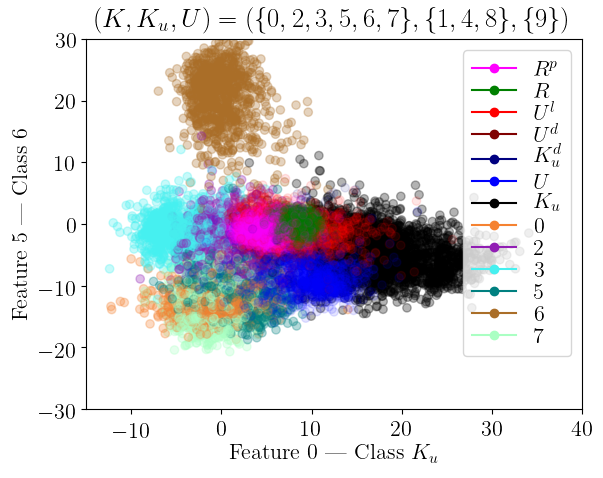 $(K, K_u, U) = (\{0, 2, 3, 5, 6, 7\}, \{1, 4, 8\}, \{9\})$
30
20
10
0
−10
−20
−30
Feature 5 — Class 6
$R^p$
$R$
$U^l$
$U^d$
$K_u^d$
$U$
$K_u$
0
2
3
5
6
7
−10 0 10 20 30 40
Feature 0 — Class $K_u$